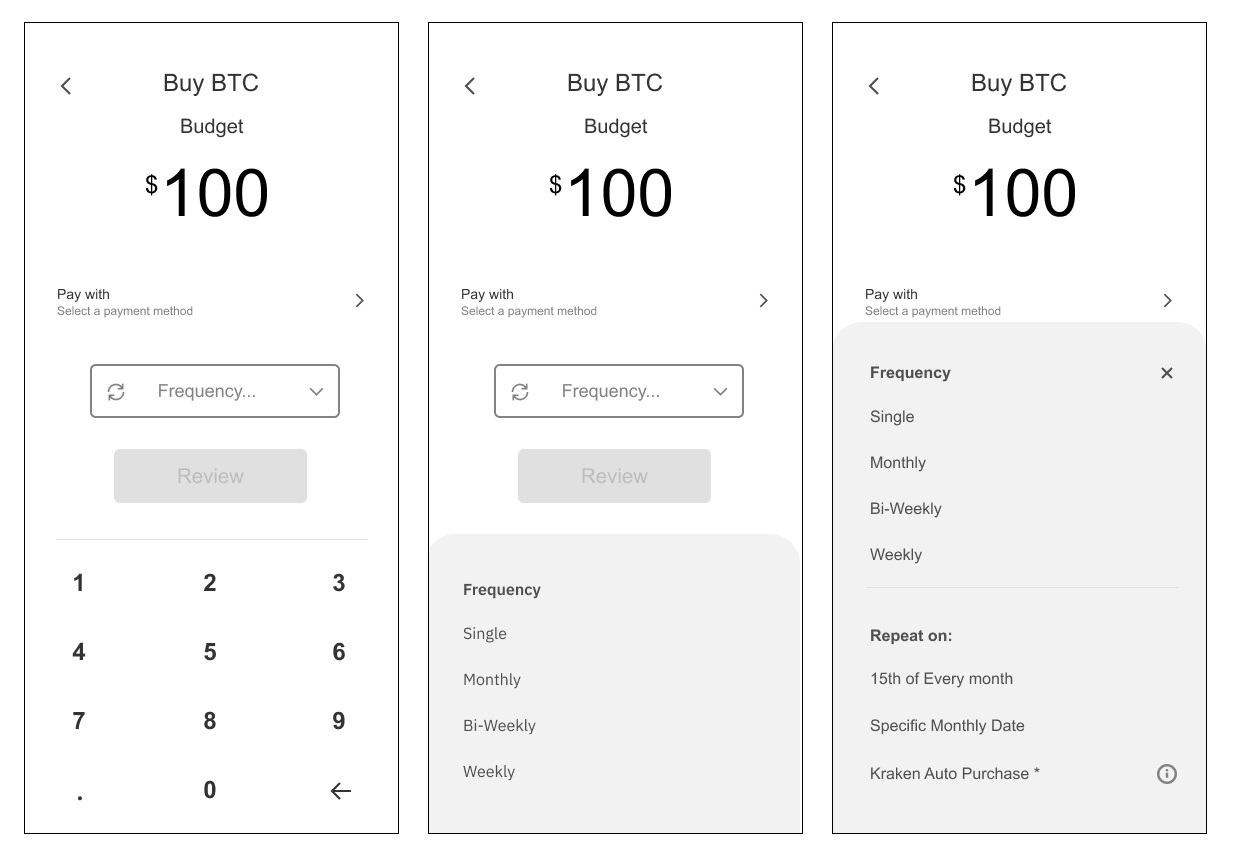 Buy BTC
Budget
$100
Pay with
Select a payment method
Frequency...
Review
1 2 3
4 5 6
7 8 9
. 0
Buy BTC
Budget
$100
Pay with
Select a payment method
Frequency...
Review
Frequency
Single
Monthly
Bi-Weekly
Weekly
Buy BTC
Budget
$100
Pay with
Select a payment method
Frequency
Single
Monthly
Bi-Weekly
Weekly
Repeat on:
15th of Every month
Specific Monthly Date
Kraken Auto Purchase *